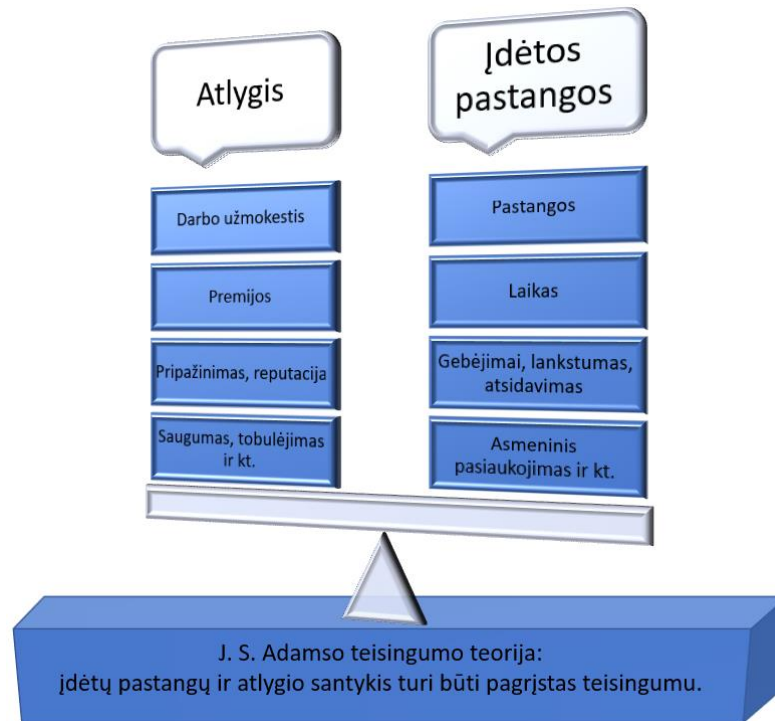 Atlygis
Įdėtos
pastangos
Darbo užmokestis
Premijos
Pripažinimas, reputacija
Saugumas, tobulėjimas
ir kt.
Pastangos
Laikas
Gebėjimai, lankstumas,
atsidavimas
Asmeninis
pasiaukojimas ir kt.
J. S. Adamso teisingumo teorija:
įdėtų pastangų ir atlygio santykis turi būti pagrįstas teisingumu.